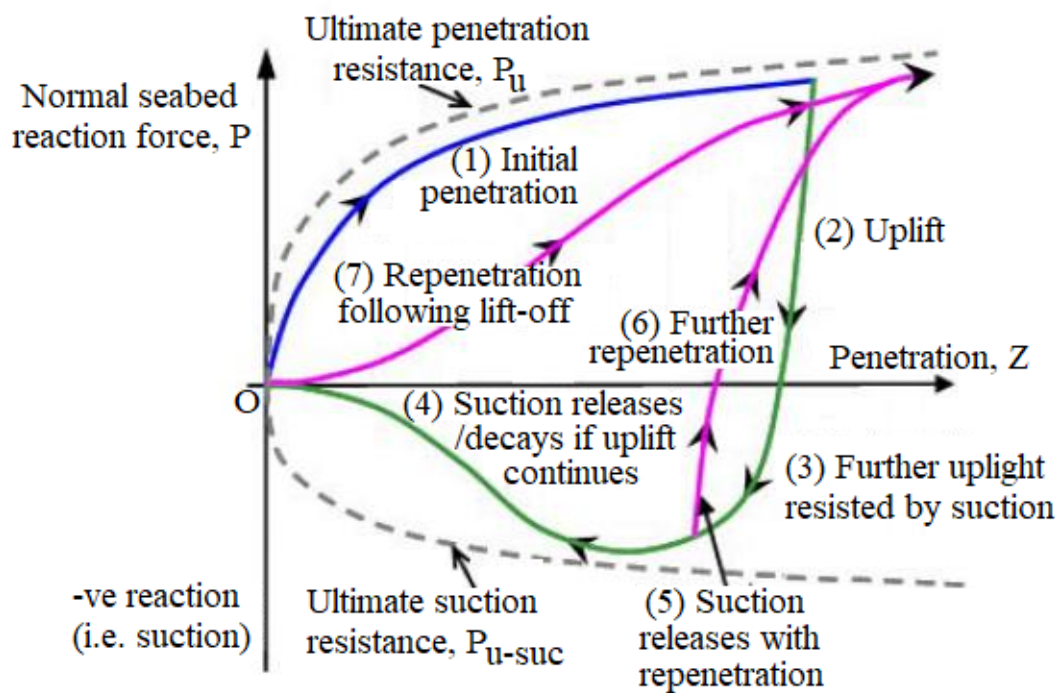 Ultimate penetration
resistance, Pu
Normal seabed
reaction force, P
(1) Initial
penetration
(2) Uplift
(7) Repenetration
following lift-off
(6) Further
repenetration
Penetration, Z
O
(4) Suction releases
/decays if uplift
continues
(3) Further uplight
resisted by suction
-ve reaction
(i.e. suction)
Ultimate suction
resistance, Pu-suc
(5) Suction
releases with
repenetration